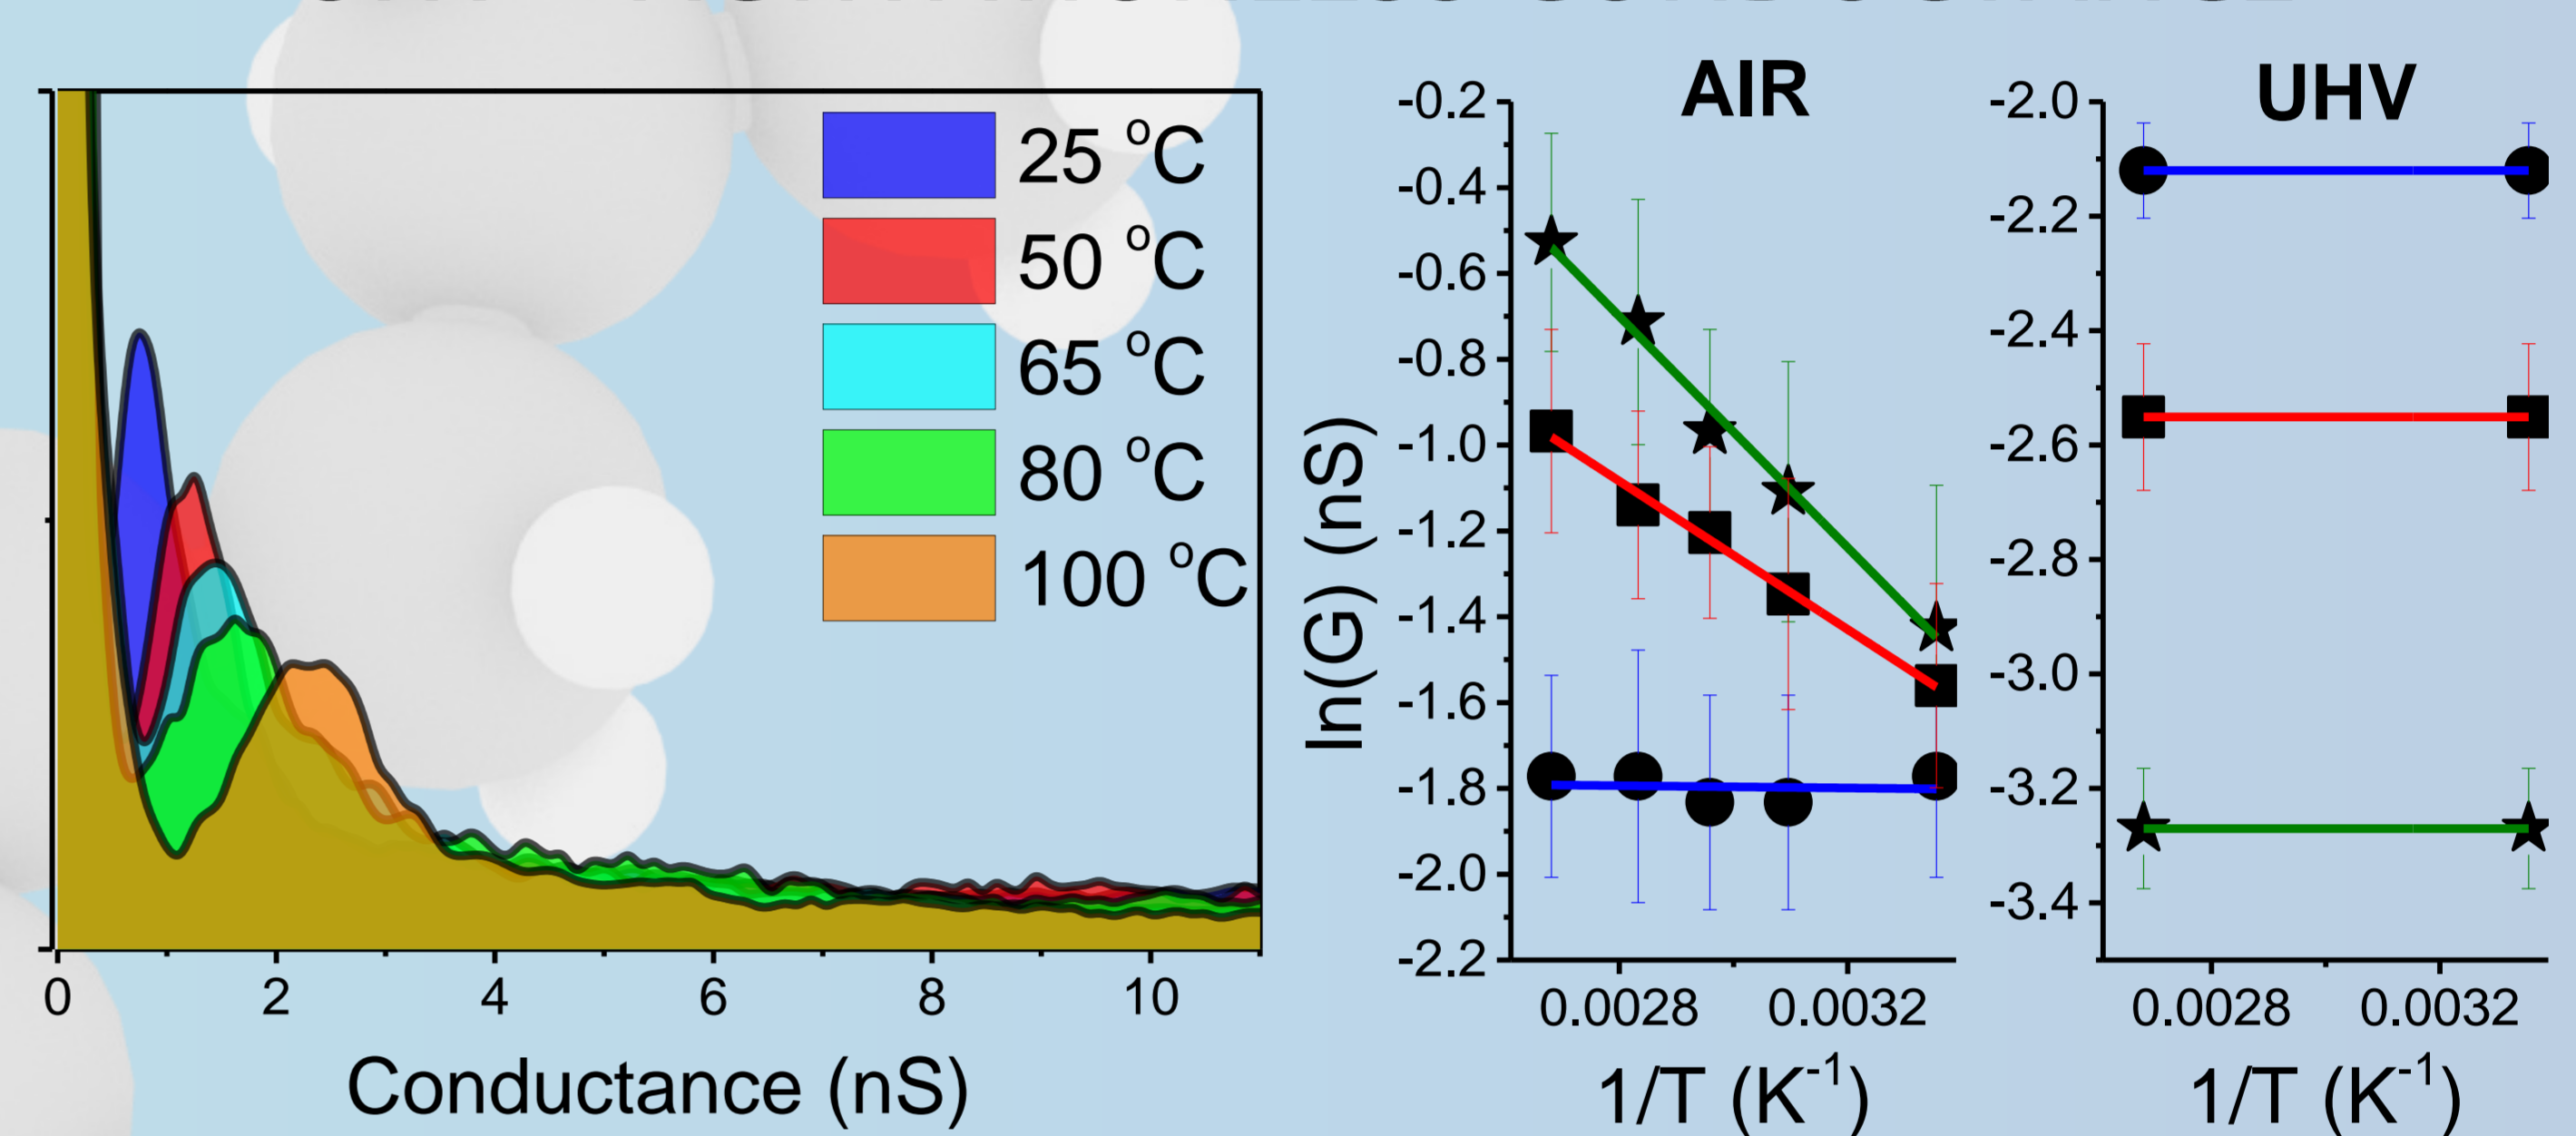 25 °C
50 °C
65 °C
80 °C
100 °C
0 2 4 6 8 10
Conductance (nS)
AIR
ln(G) (nS)
-0.2
-0.4
-0.6
-0.8
-1.0
-1.2
-1.4
-1.6
-1.8
-2.0
-2.2
0.0028 0.0032
1/T (K⁻¹)
UHV
-2.0
-2.2
-2.4
-2.6
-2.8
-3.0
-3.2
-3.4
0.0028 0.0032
1/T (K⁻¹)